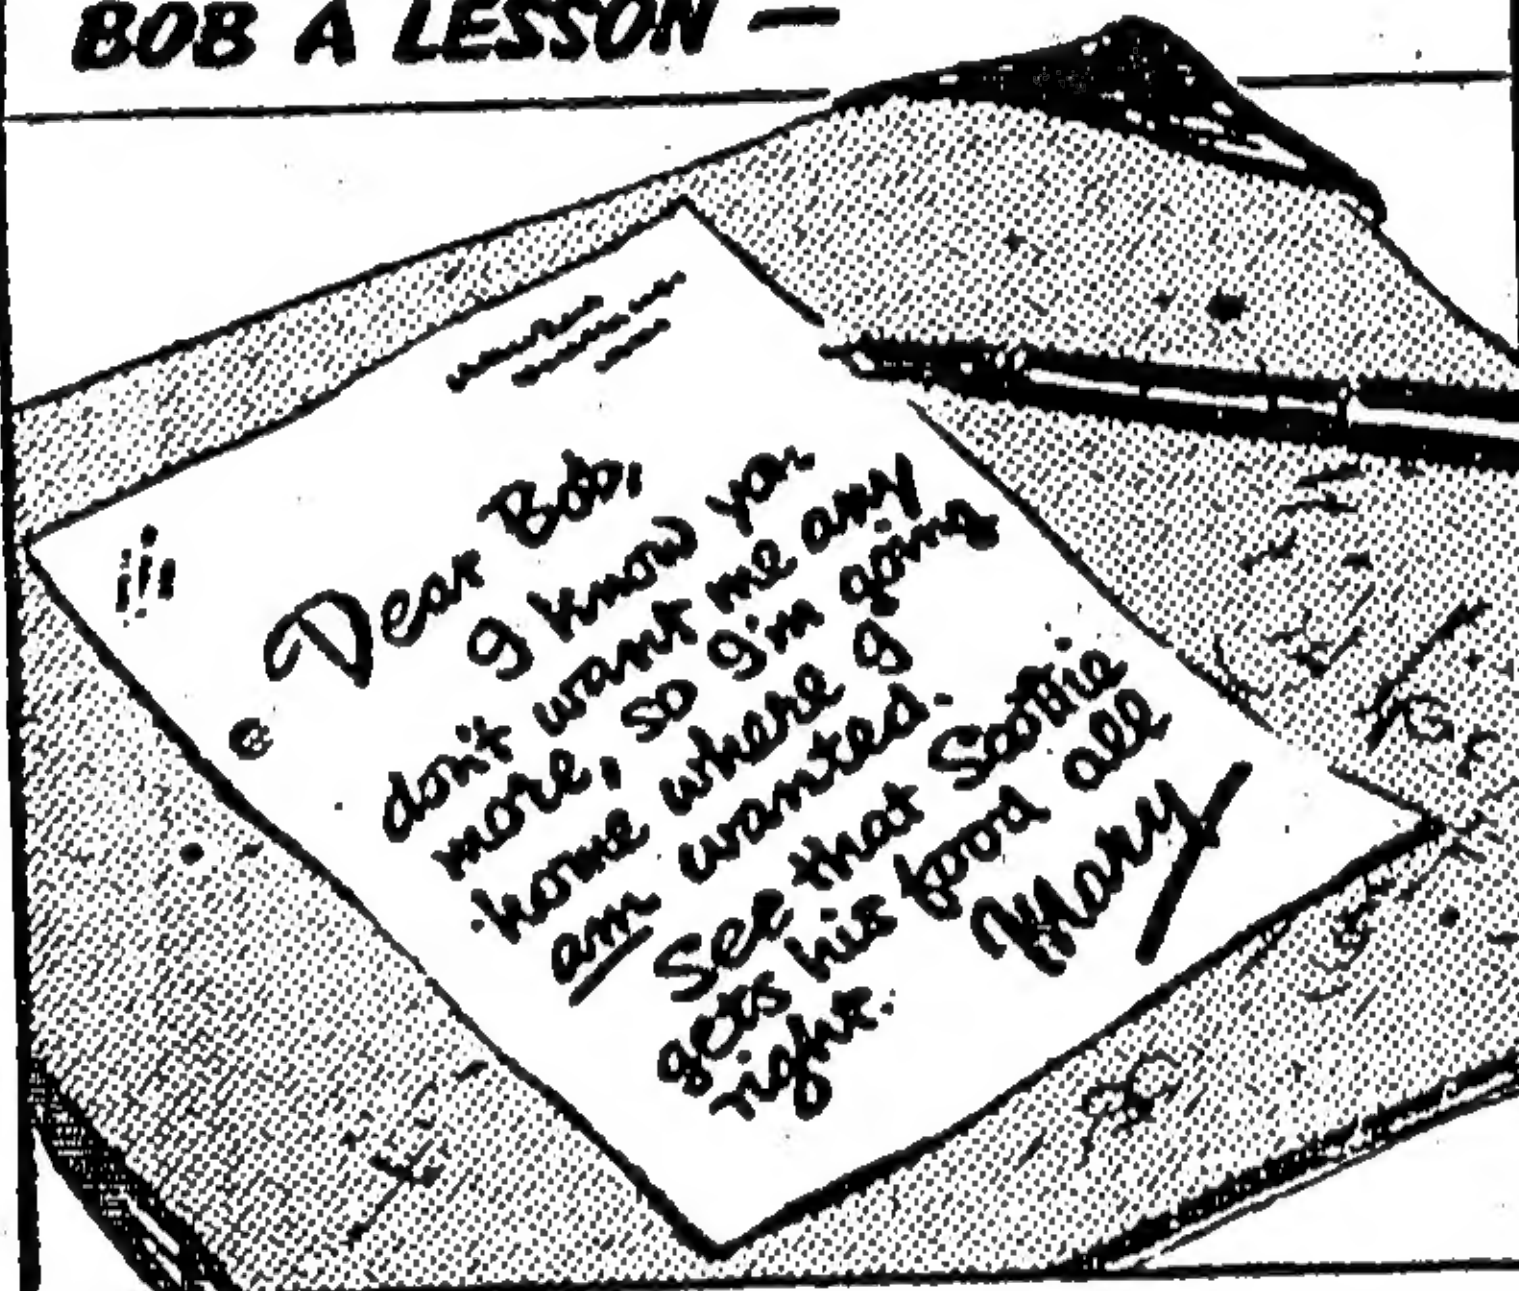 BOB A LESSON —
Dear Bob,
I know you
don't want me any
more, so I'm going
home where I
am wanted.
See that Scottie
gets his food all
right.
Mary